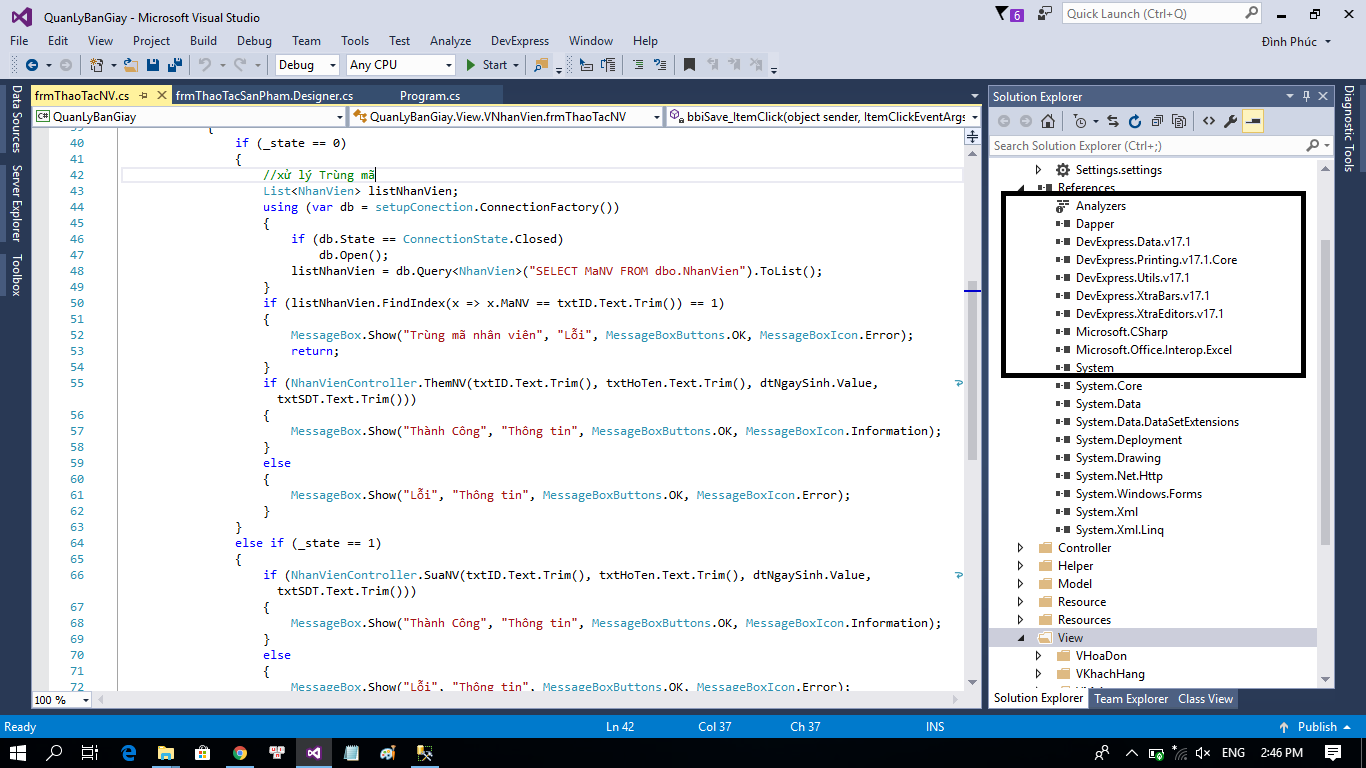 QuanLyBanGiay - Microsoft Visual Studio
6
Quick Launch (Ctrl+Q)
File Edit View Project Build Debug Team Tools Test Analyze DevExpress Window Help
Đình Phúc
Debug Any CPU Start
Data Sources
Server Explorer
Toolbox
frmThaoTacNV.cs frmThaoTacSanPham.Designer.cs Program.cs
C# QuanLyBanGiay QuanLyBanGiay.View.VNhanVien.frmThaoTacNV bbiSave_ItemClick(object sender, ItemClickEventArgs
{
40 if (_state == 0)
41 {
42 //xử lý Trùng mã
43 List<NhanVien> listNhanVien;
44 using (var db = setupConection.ConnectionFactory())
45 {
46 if (db.State == ConnectionState.Closed)
47 db.Open();
48 listNhanVien = db.Query<NhanVien>("SELECT MaNV FROM dbo.NhanVien").ToList();
49 }
50 if (listNhanVien.FindIndex(x => x.MaNV == txtID.Text.Trim()) == 1)
51 {
52 MessageBox.Show("Trùng mã nhân viên", "Lỗi", MessageBoxButtons.OK, MessageBoxIcon.Error);
53 return;
54 }
55 if (NhanVienController.ThemNV(txtID.Text.Trim(), txtHoTen.Text.Trim(), dtNgaySinh.Value,
txtSDT.Text.Trim()))
56 {
57 MessageBox.Show("Thành Công", "Thông tin", MessageBoxButtons.OK, MessageBoxIcon.Information);
58 }
59 else
60 {
61 MessageBox.Show("Lỗi", "Thông tin", MessageBoxButtons.OK, MessageBoxIcon.Error);
62 }
63 }
64 else if (_state == 1)
65 {
66 if (NhanVienController.SuaNV(txtID.Text.Trim(), txtHoTen.Text.Trim(), dtNgaySinh.Value,
txtSDT.Text.Trim()))
67 {
68 MessageBox.Show("Thành Công", "Thông tin", MessageBoxButtons.OK, MessageBoxIcon.Information);
69 }
70 else
71 {
72 MessageBox.Show("Lỗi", "Thông tin", MessageBoxButtons.OK, MessageBoxIcon.Error);
100 %
Solution Explorer
Search Solution Explorer (Ctrl+;)
Settings.settings
References
Analyzers
Dapper
DevExpress.Data.v17.1
DevExpress.Printing.v17.1.Core
DevExpress.Utils.v17.1
DevExpress.XtraBars.v17.1
DevExpress.XtraEditors.v17.1
Microsoft.CSharp
Microsoft.Office.Interop.Excel
System
System.Core
System.Data
System.Data.DataSetExtensions
System.Deployment
System.Drawing
System.Net.Http
System.Windows.Forms
System.Xml
System.Xml.Linq
Controller
Helper
Model
Resource
Resources
View
VHoaDon
VKhachHang
Solution Explorer Team Explorer Class View
Diagnostic Tools
Ready Ln 42 Col 37 Ch 37 INS Publish
ENG 2:46 PM